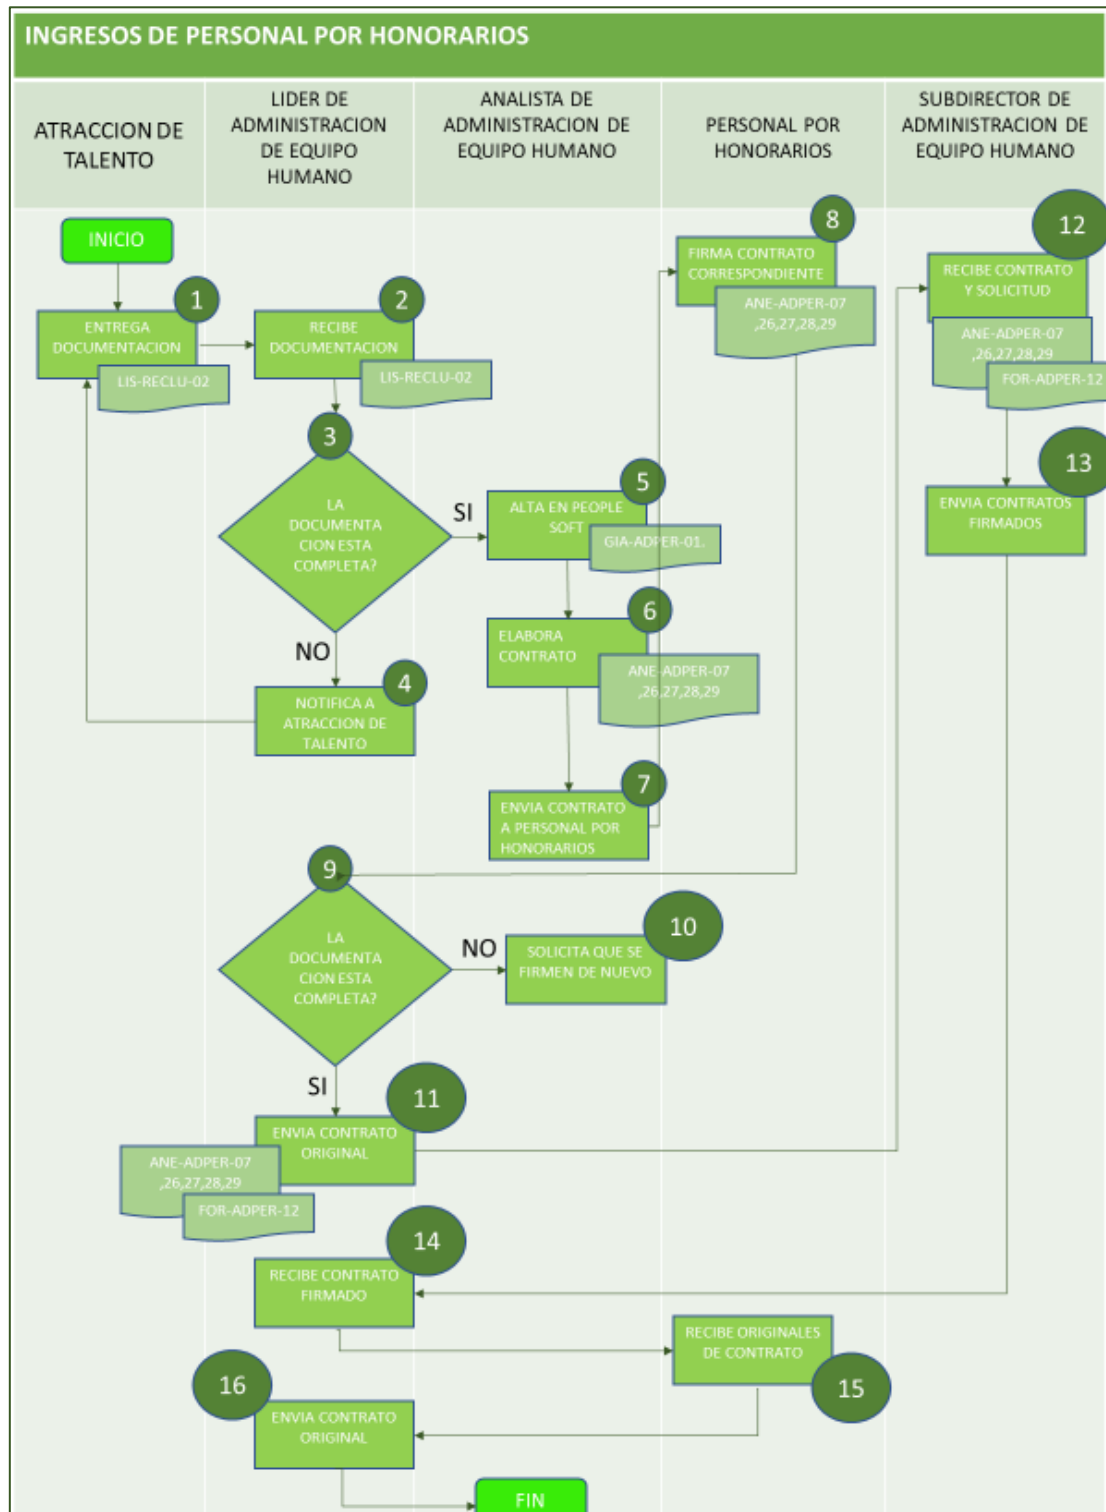 INGRESOS DE PERSONAL POR HONORARIOS
ATRACCION DE
TALENTO
LIDER DE
ADMINISTRACION
DE EQUIPO
HUMANO
ANALISTA DE
ADMINISTRACION DE
EQUIPO HUMANO
PERSONAL POR
HONORARIOS
SUBDIRECTOR DE
ADMINISTRACION DE
EQUIPO HUMANO
INICIO
1
ENTREGA
DOCUMENTACION
LIS-RECLU-02
2
RECIBE
DOCUMENTACION
LIS-RECLU-02
3
LA
DOCUMENTA
CION ESTA
COMPLETA?
SI
NO
4
NOTIFICA A
ATRACCION DE
TALENTO
5
ALTA EN PEOPLE
SOFT
GIA-ADPER-01.
6
ELABORA
CONTRATO
ANE-ADPER-07
,26,27,28,29
7
ENVIA CONTRATO
A PERSONAL POR
HONORARIOS
8
FIRMA CONTRATO
CORRESPONDIENTE
ANE-ADPER-07
,26,27,28,29
9
LA
DOCUMENTA
CION ESTA
COMPLETA?
NO
10
SOLICITA QUE SE
FIRMEN DE NUEVO
SI
11
ENVIA CONTRATO
ORIGINAL
ANE-ADPER-07
,26,27,28,29
FOR-ADPER-12
12
RECIBE CONTRATO
Y SOLICITUD
ANE-ADPER-07
,26,27,28,29
FOR-ADPER-12
13
ENVIA CONTRATOS
FIRMADOS
14
RECIBE CONTRATO
FIRMADO
RECIBE ORIGINALES
DE CONTRATO
15
16
ENVIA CONTRATO
ORIGINAL
FIN